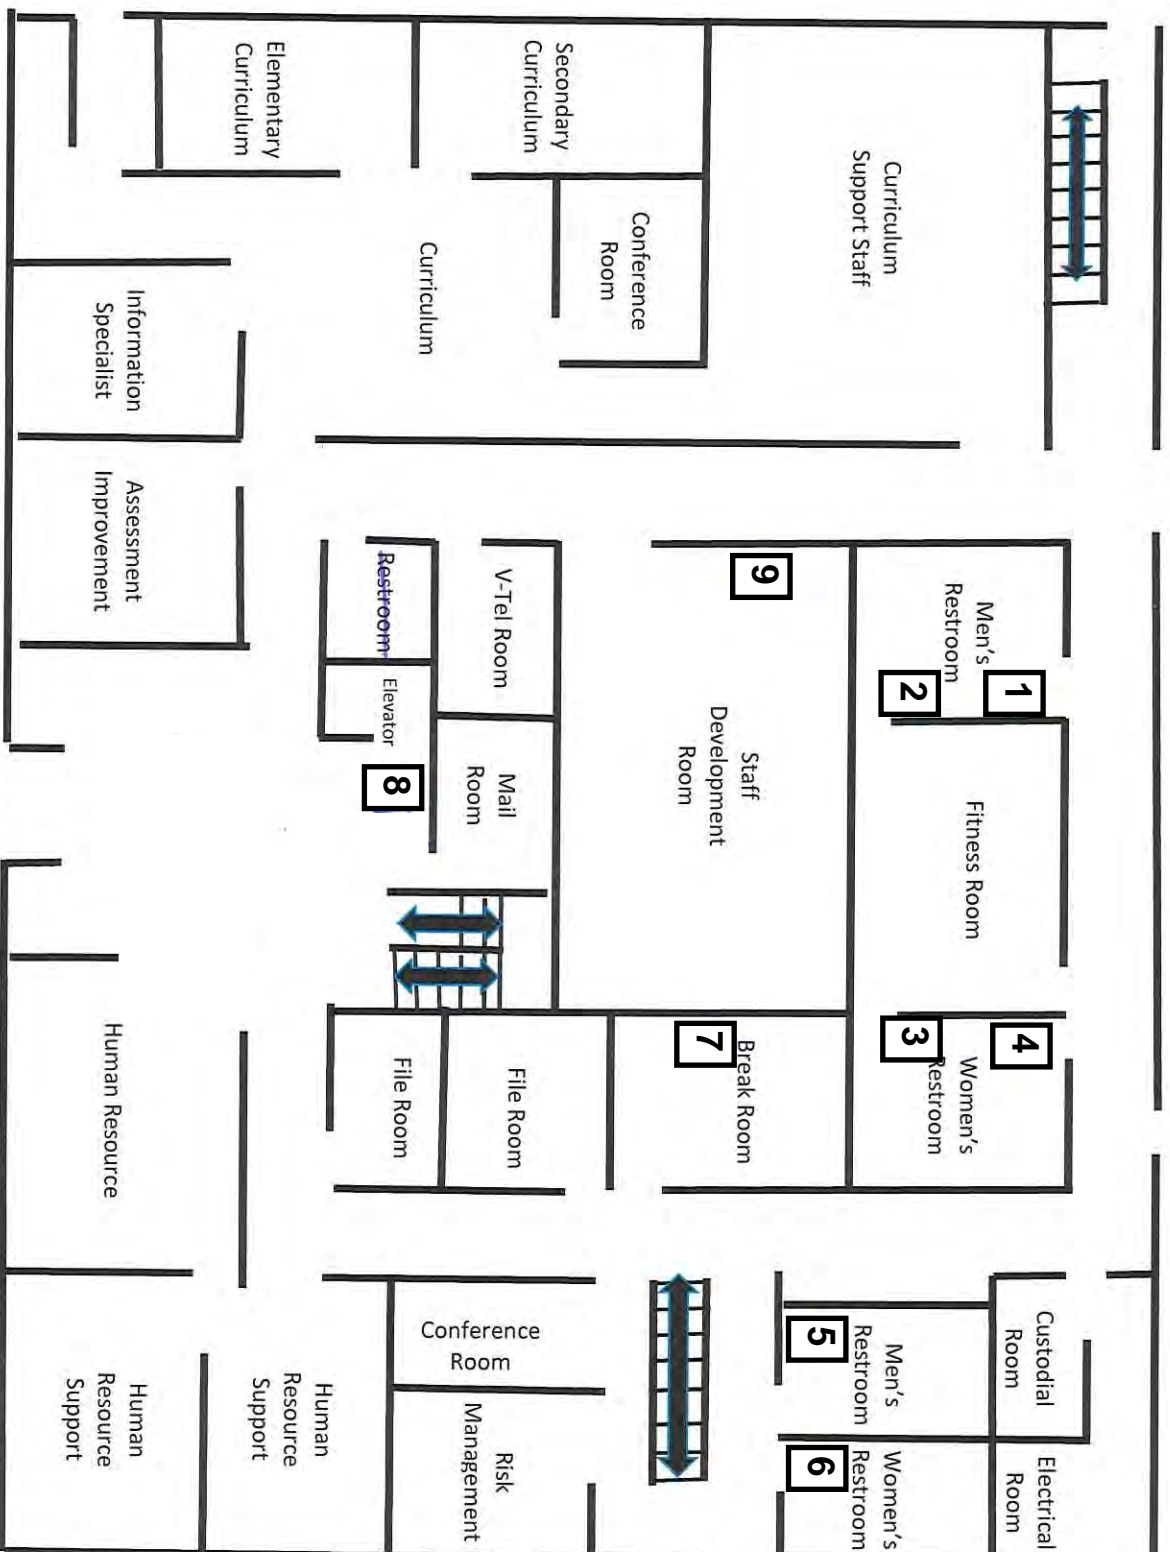 Custodial
Room
Electrical
Room
1
4
Men's
Restroom
2
Fitness Room
Women's
Restroom
3
Curriculum
Support Staff
Men's
Restroom
5
Women's
Restroom
6
9
Staff
Development
Room
Break Room
7
Conference
Room
Secondary
Curriculum
V-Tel Room
Mail
Room
File Room
Risk
Management
Conference
Room
Curriculum
Restroom
Elevator
8
File Room
Elementary
Curriculum
Human
Resource
Support
Information
Specialist
Assessment
Improvement
Human Resource
Human
Resource
Support